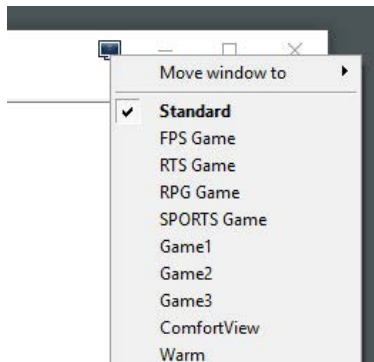 Move window to
Standard
FPS Game
RTS Game
RPG Game
SPORTS Game
Game1
Game2
Game3
ComfortView
Warm